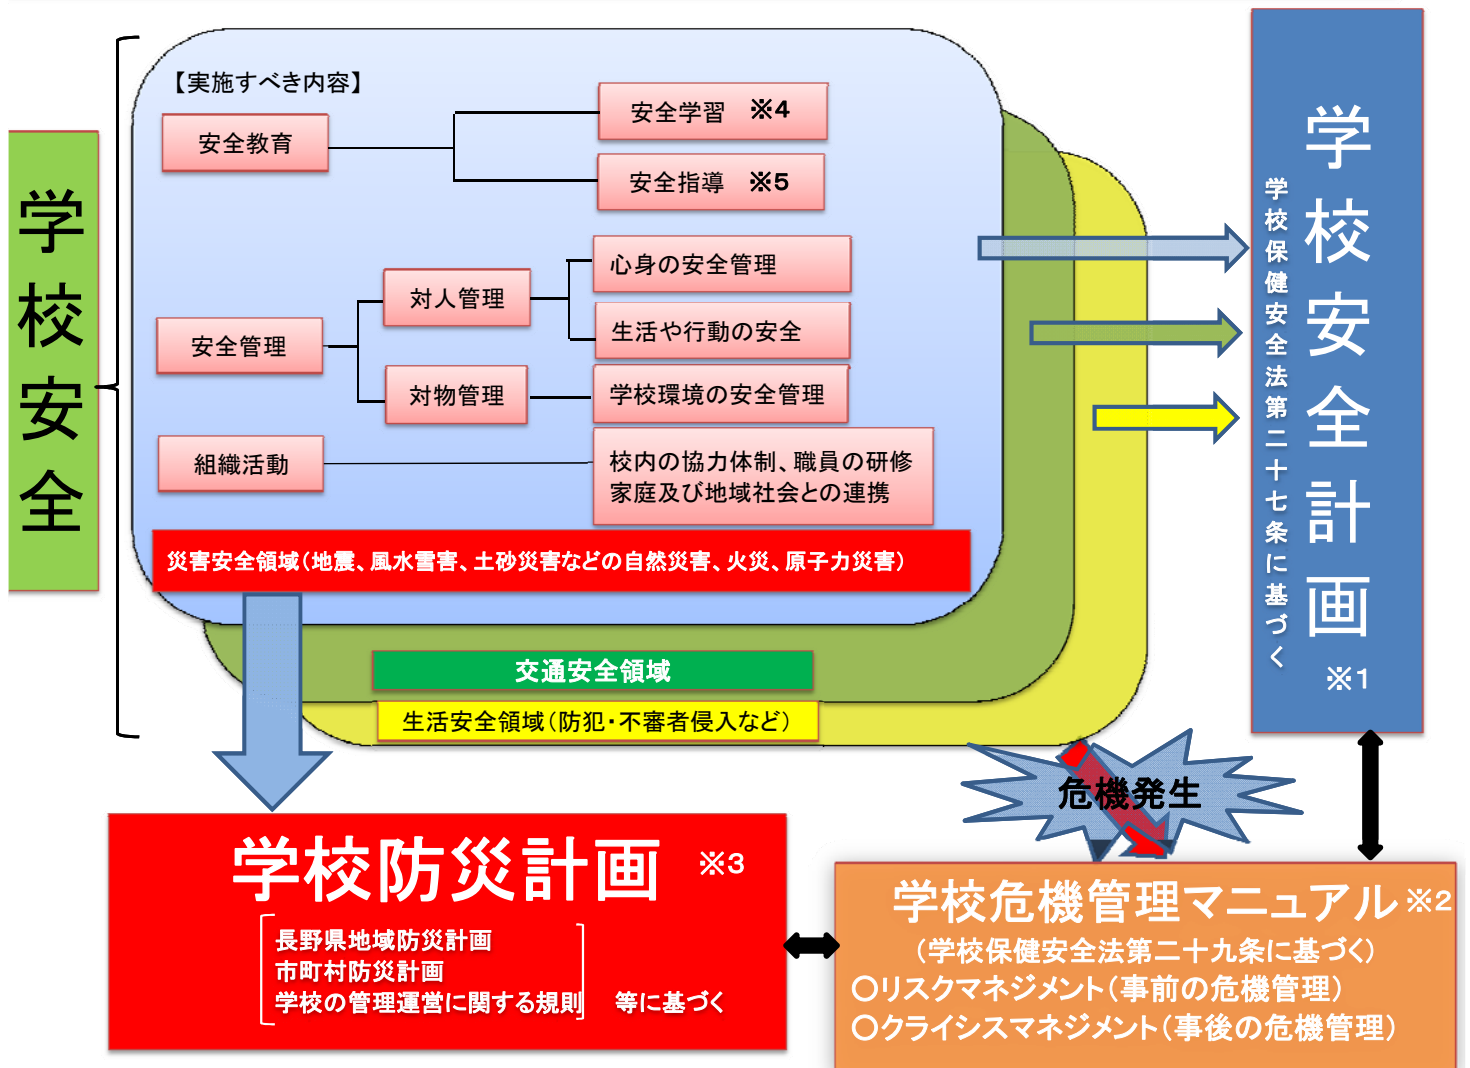 学校安全
【実施すべき内容】
安全教育
安全学習　※4
安全指導　※5
安全管理
対人管理
心身の安全管理
生活や行動の安全
対物管理
学校環境の安全管理
組織活動
校内の協力体制、職員の研修
家庭及び地域社会との連携
災害安全領域（地震、風水雪害、土砂災害などの自然災害、火災、原子力災害）
交通安全領域
生活安全領域（防犯・不審者侵入など）
学校安全計画 ※1
学校保健安全法第二十七条に基づく
危機発生
学校防災計画 ※3
長野県地域防災計画
市町村防災計画
学校の管理運営に関する規則 等に基づく
学校危機管理マニュアル ※2
（学校保健安全法第二十九条に基づく）
○リスクマネジメント（事前の危機管理）
○クライシスマネジメント（事後の危機管理）